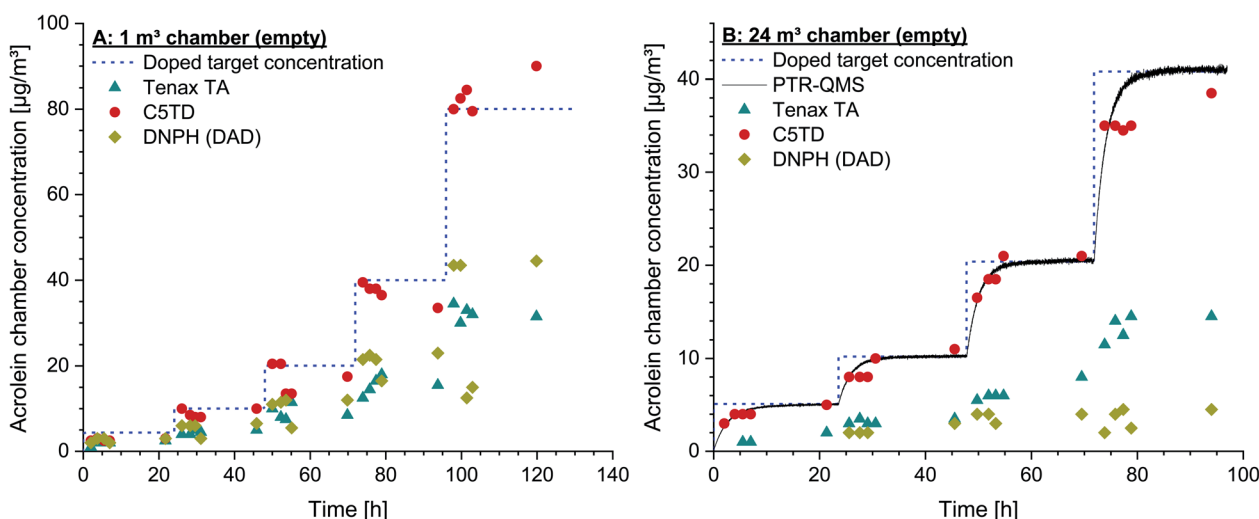 A: 1 m³ chamber (empty)
Doped target concentration
Tenax TA
C5TD
DNPH (DAD)
Acrolein chamber concentration [µg/m³]
100
80
60
40
20
0
0 20 40 60 80 100 120 140
Time [h]
B: 24 m³ chamber (empty)
Doped target concentration
PTR-QMS
Tenax TA
C5TD
DNPH (DAD)
Acrolein chamber concentration [µg/m³]
40
30
20
10
0
0 20 40 60 80 100
Time [h]